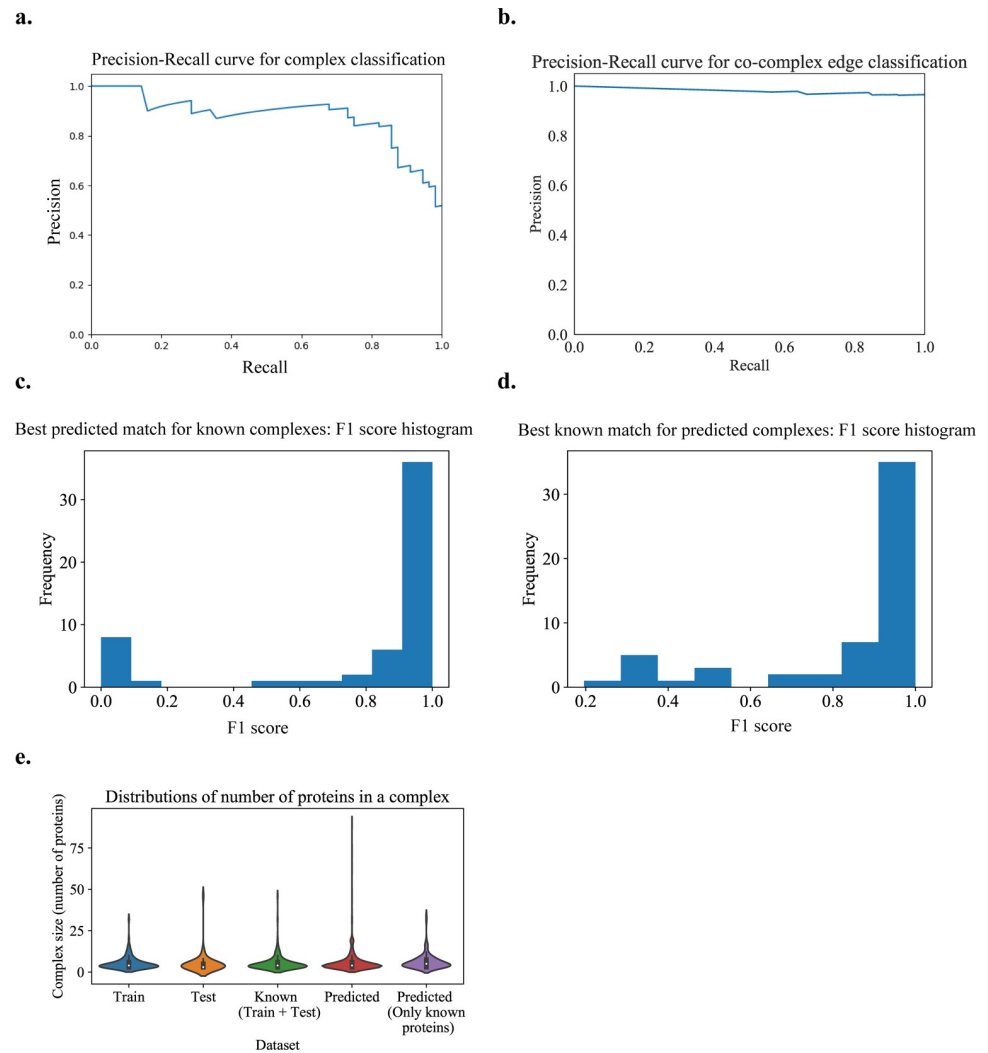 a.
Precision-Recall curve for complex classification
1.0
0.8
0.6
0.4
0.2
0.0
Precision
0.0 0.2 0.4 0.6 0.8 1.0
Recall
b.
Precision-Recall curve for co-complex edge classification
1.0
0.8
0.6
0.4
0.2
0.0
Precision
0.0 0.2 0.4 0.6 0.8 1.0
Recall
c.
Best predicted match for known complexes: F1 score histogram
30
20
10
0
Frequency
0.0 0.2 0.4 0.6 0.8 1.0
F1 score
d.
Best known match for predicted complexes: F1 score histogram
30
20
10
0
Frequency
0.2 0.4 0.6 0.8 1.0
F1 score
e.
Distributions of number of proteins in a complex
Complex size (number of proteins)
75
50
25
0
Train Test Known Predicted Predicted
(Train + Test) (Only known
proteins)
Dataset